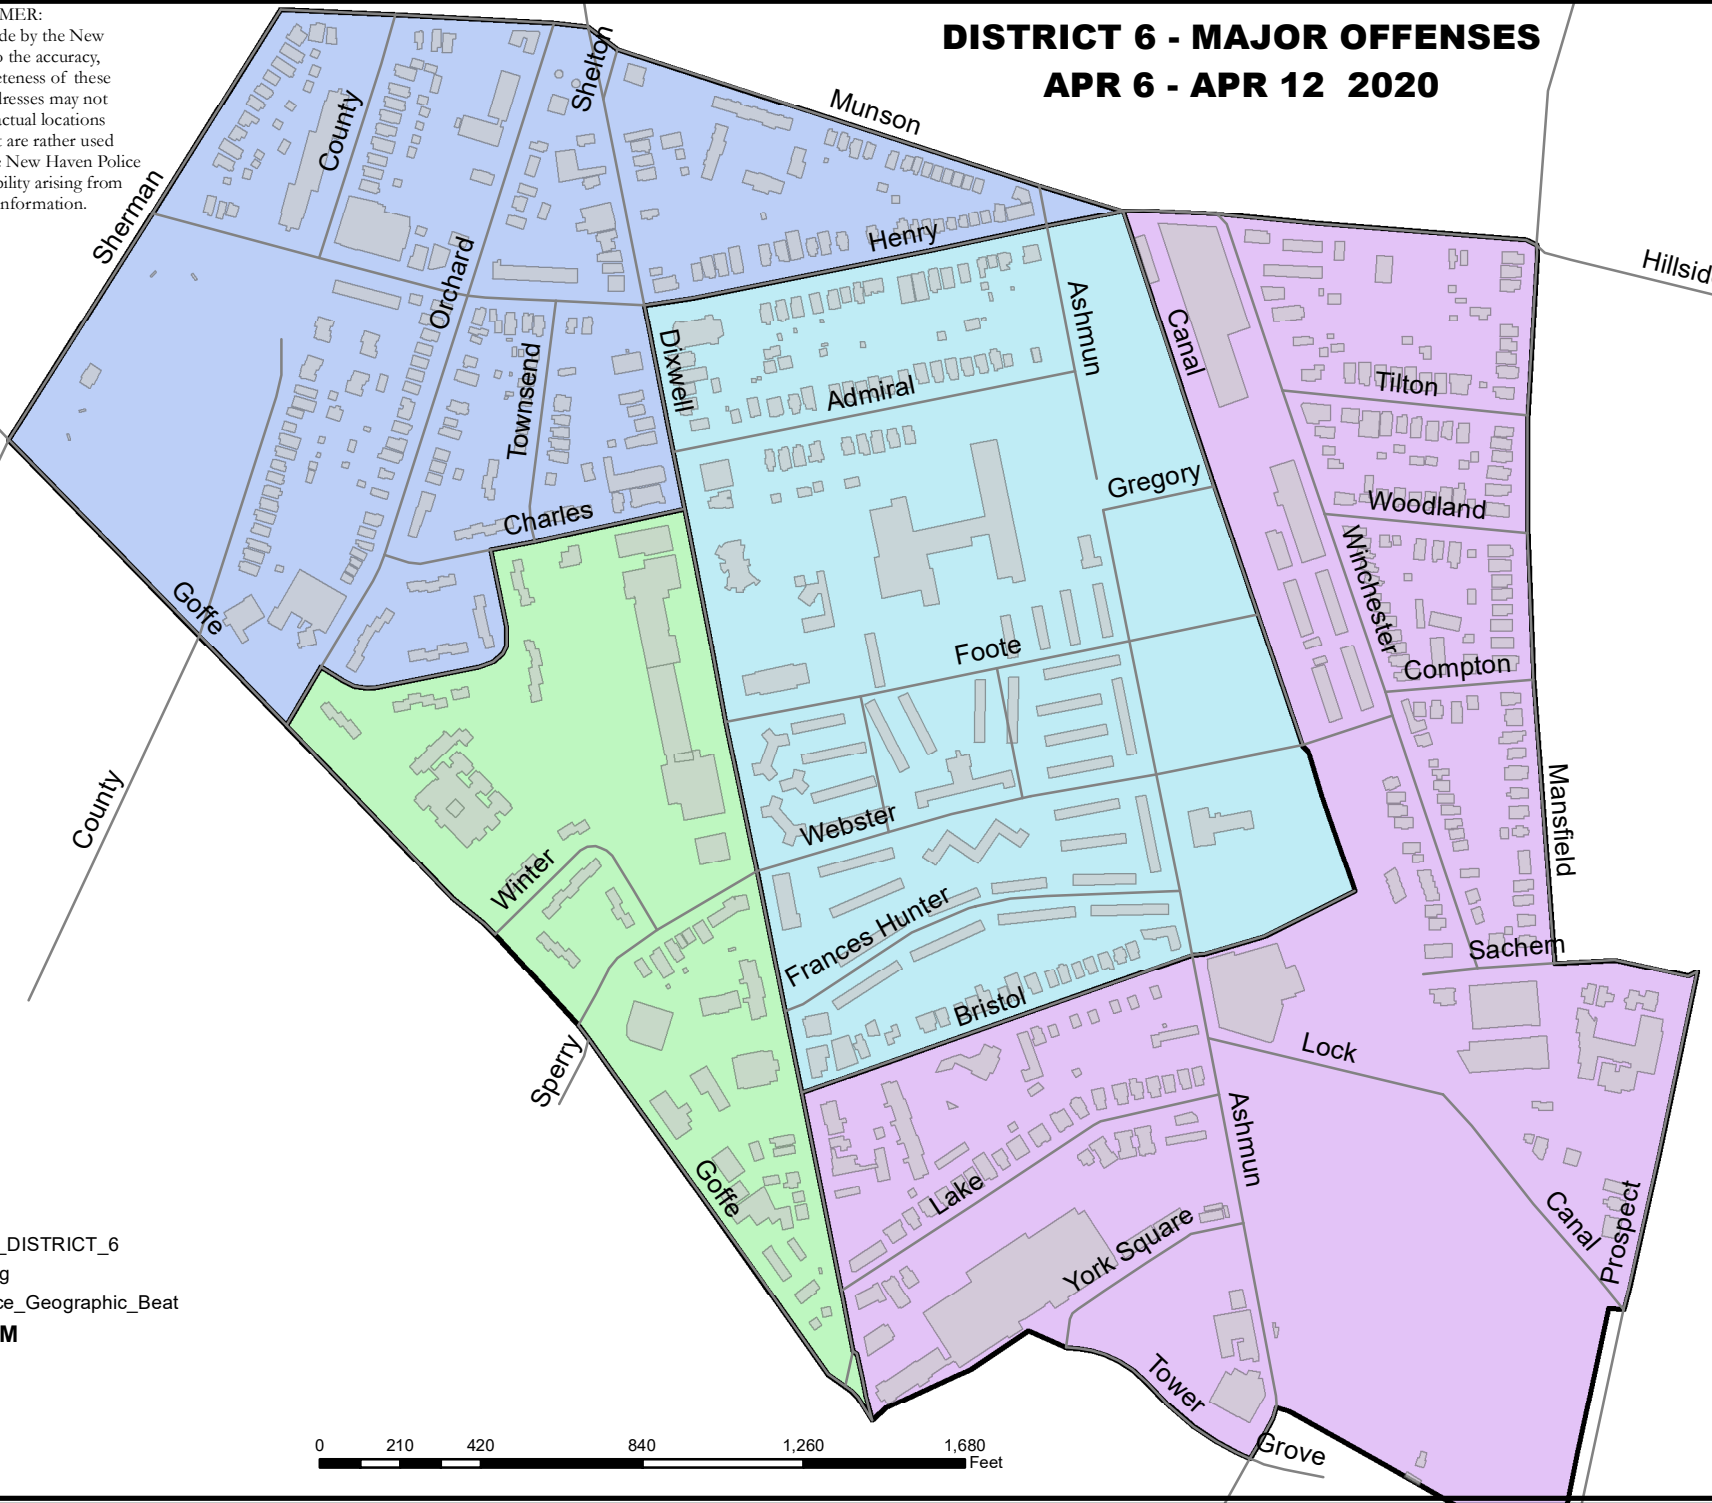 DISTRICT 6 - MAJOR OFFENSES
APR 6 - APR 12 2020
MER:
de by the New
o the accuracy,
eteness of these
dresses may not
actual locations
t are rather used
e New Haven Police
bility arising from
nformation.
Shelton
Munson
County
Sherman
Henry
Orchard
Hillsid
Ashmun
Canal
Dixwell
Townsend
Admiral
Tilton
Gregory
Woodland
Charles
Winchester
Goffe
Foote
Compton
County
Webster
Mansfield
Winter
Frances Hunter
Sachem
Bristol
Lock
Sperry
Ashmun
Goffe
Lake
York Square
Canal
Prospect
Tower
Grove
_DISTRICT_6
g
ce_Geographic_Beat
M
0 210 420 840 1,260 1,680
Feet